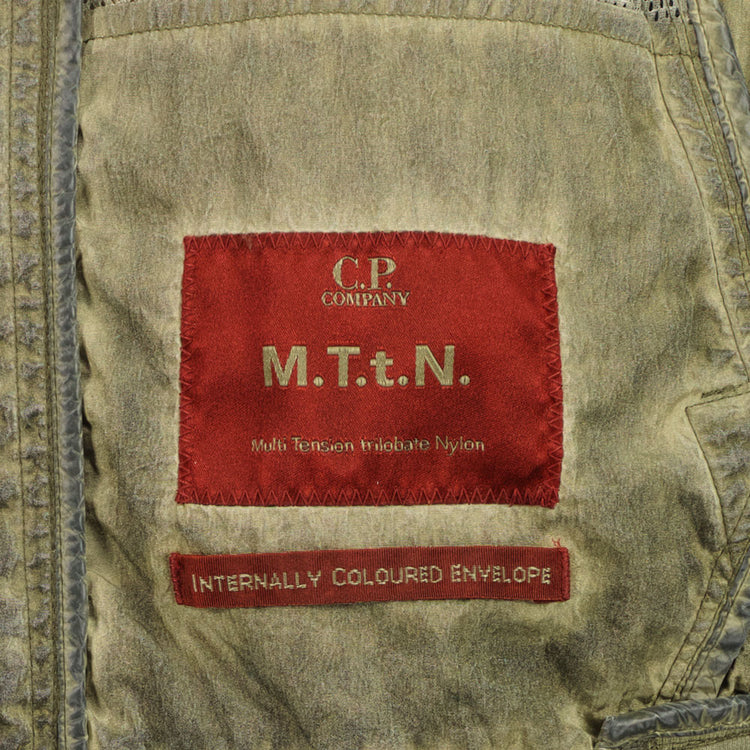 C.P.
COMPANY
M.T.t.N.
Multi Tension trilobate Nylon
INTERNALLY COLOURED ENVELOPE